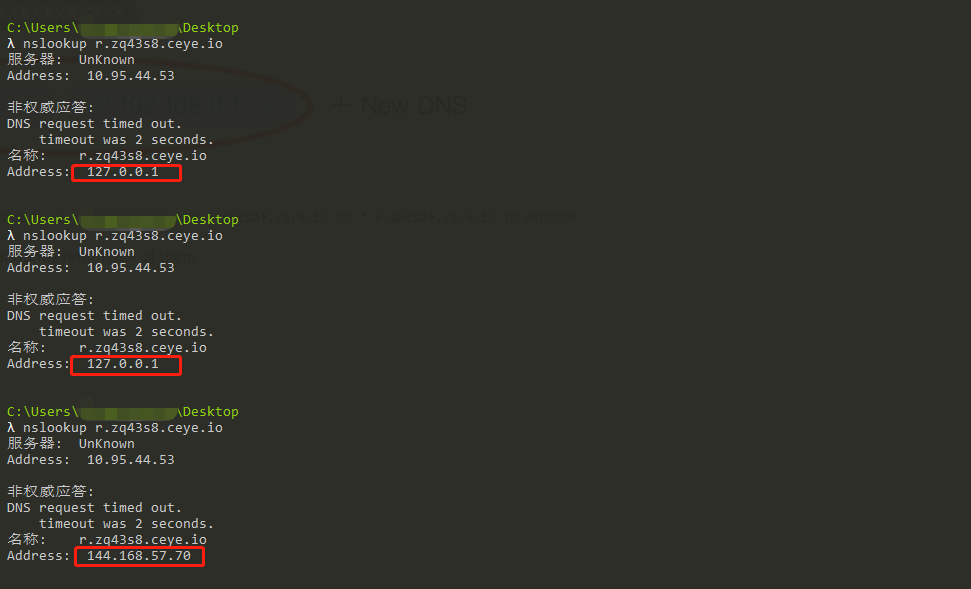 C:\Users\ \Desktop
λ nslookup r.zq43s8.ceye.io
服务器:  UnKnown
Address:  10.95.44.53
+ New DNS
非权威应答:
DNS request timed out.
    timeout was 2 seconds.
名称:    r.zq43s8.ceye.io
Address:  127.0.0.1
C:\Users\ \Desktop
λ nslookup r.zq43s8.ceye.io
服务器:  UnKnown
Address:  10.95.44.53
非权威应答:
DNS request timed out.
    timeout was 2 seconds.
名称:    r.zq43s8.ceye.io
Address:  127.0.0.1
C:\Users\ \Desktop
λ nslookup r.zq43s8.ceye.io
服务器:  UnKnown
Address:  10.95.44.53
非权威应答:
DNS request timed out.
    timeout was 2 seconds.
名称:    r.zq43s8.ceye.io
Address:  144.168.57.70